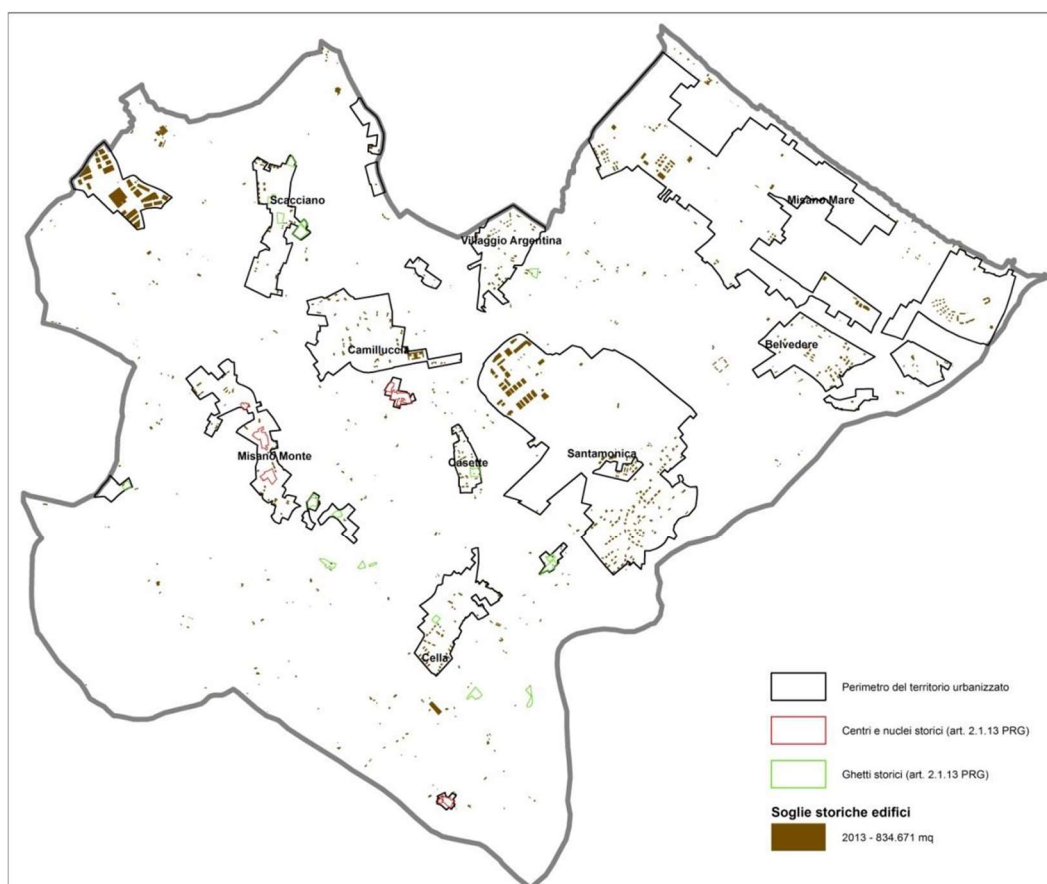 Scacciano
Misano Mare
Villaggio Argentina
Camilluccia
Belvedere
Misano Monte
Casette
Santamonica
Cella
Perimetro del territorio urbanizzato
Centri e nuclei storici (art. 2.1.13 PRG)
Ghetti storici (art. 2.1.13 PRG)
Soglie storiche edifici
2013 - 834.671 mq